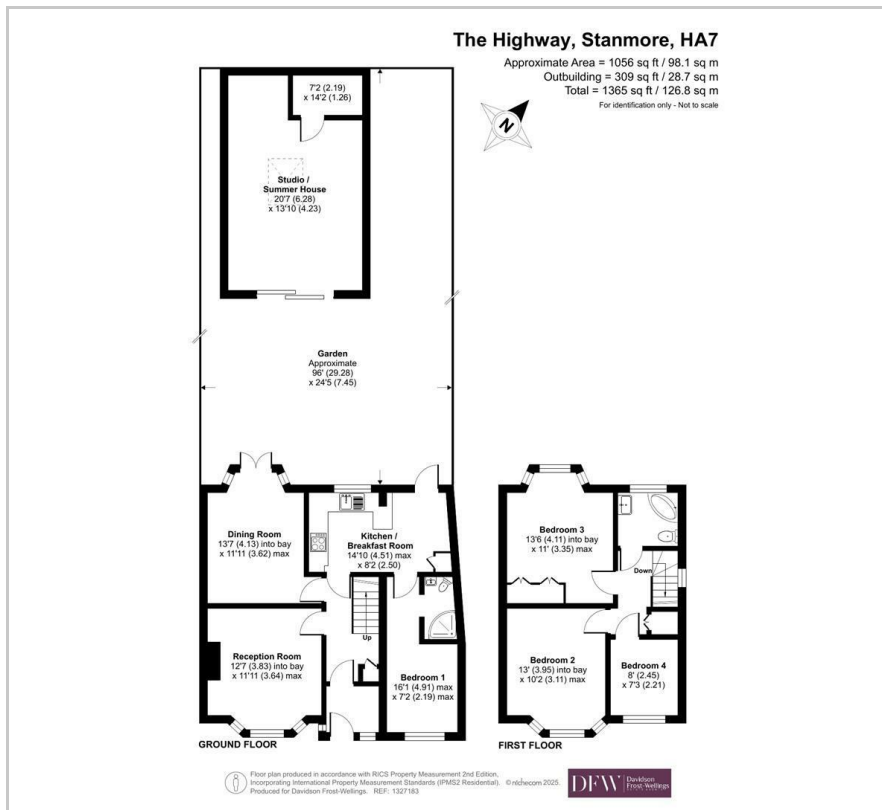 The Highway, Stanmore, HA7
Approximate Area = 1056 sq ft / 98.1 sq m
Outbuilding = 309 sq ft / 28.7 sq m
Total = 1365 sq ft / 126.8 sq m
For identification only - Not to scale
N
7'2 (2.19)
x 14'2 (1.26)
Studio /
Summer House
20'7 (6.28)
x 13'10 (4.23)
Garden
Approximate
96' (29.28)
x 24'5 (7.45)
Dining Room
13'7 (4.13) into bay
x 11'11 (3.62) max
Kitchen /
Breakfast Room
14'10 (4.51) max
x 8'2 (2.50)
Up
Reception Room
12'7 (3.83) into bay
x 11'11 (3.64) max
Bedroom 1
16'1 (4.91) max
x 7'2 (2.19) max
GROUND FLOOR
Bedroom 3
13'6 (4.11) into bay
x 11' (3.35) max
Down
Bedroom 2
13' (3.95) into bay
x 10'2 (3.11) max
Bedroom 4
8' (2.45)
x 7'3 (2.21)
FIRST FLOOR
Floor plan produced in accordance with RICS Property Measurement 2nd Edition,
Incorporating International Property Measurement Standards (IPMS2 Residential). © nichecom 2025.
Produced for Davidson Frost-Wellings. REF: 1327183
DFW Davidson
Frost-Wellings